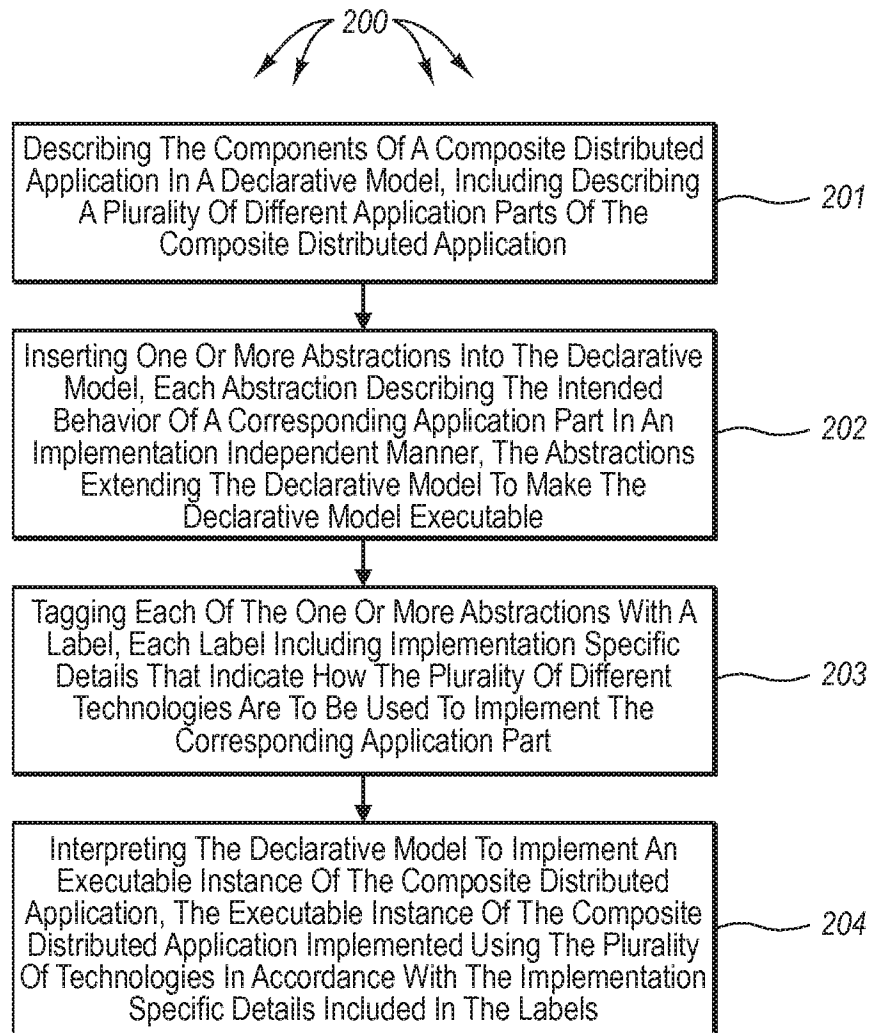 200
Describing The Components Of A Composite Distributed
Application In A Declarative Model, Including Describing
A Plurality Of Different Application Parts Of The
Composite Distributed Application
201
Inserting One Or More Abstractions Into The Declarative
Model, Each Abstraction Describing The Intended
Behavior Of A Corresponding Application Part In An
Implementation Independent Manner, The Abstractions
Extending The Declarative Model To Make The
Declarative Model Executable
202
Tagging Each Of The One Or More Abstractions With A
Label, Each Label Including Implementation Specific
Details That Indicate How The Plurality Of Different
Technologies Are To Be Used To Implement The
Corresponding Application Part
203
Interpreting The Declarative Model To Implement An
Executable Instance Of The Composite Distributed
Application, The Executable Instance Of The Composite
Distributed Application Implemented Using The Plurality
Of Technologies In Accordance With The Implementation
Specific Details Included In The Labels
204